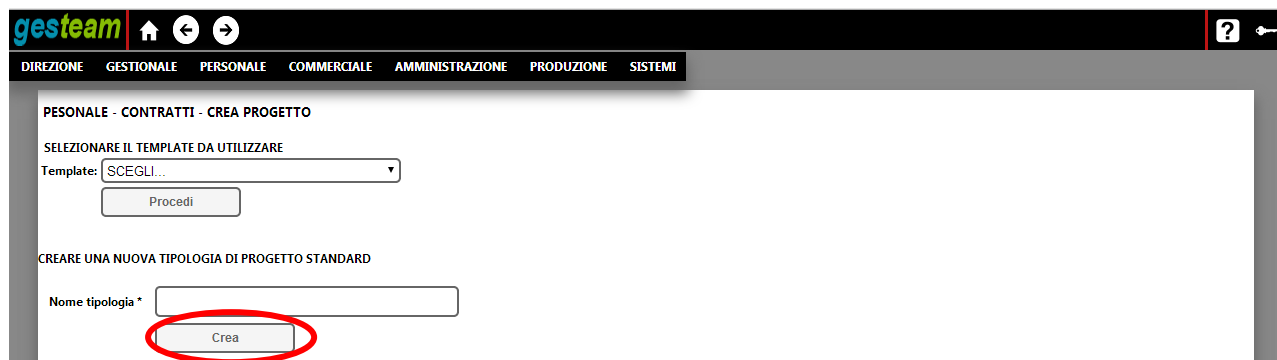 gesteam
?
DIREZIONE GESTIONALE PERSONALE COMMERCIALE AMMINISTRAZIONE PRODUZIONE SISTEMI
PESONALE - CONTRATTI - CREA PROGETTO
SELEZIONARE IL TEMPLATE DA UTILIZZARE
Template: SCEGLI...
Procedi
CREARE UNA NUOVA TIPOLOGIA DI PROGETTO STANDARD
Nome tipologia *
Crea